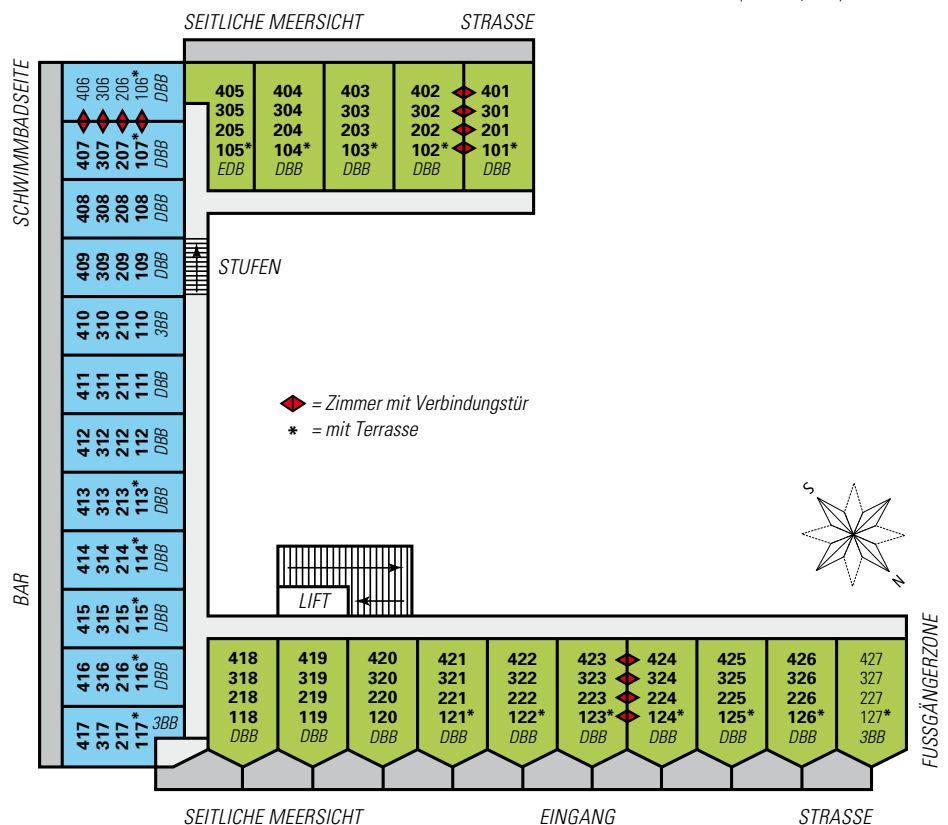 SEITLICHE MEERSICHT STRASSE
SCHWIMMBADSEITE
BAR
406 306 206 106* DBB
407 307 207 107* DBB
408 308 208 108 DBB
409 309 209 109 DBB
410 310 210 110 3BB
411 311 211 111 DBB
412 312 212 112 DBB
413 313 213 113* DBB
414 314 214 114* DBB
415 315 215 115* DBB
416 316 216 116* DBB
417 317 217 117* 3BB
405 404 403 402 401
305 304 303 302 301
205 204 203 202 201
105* 104* 103* 102* 101*
EDB DBB DBB DBB DBB
STUFEN
= Zimmer mit Verbindungstür
* = mit Terrasse
S
N
LIFT
418 419 420 421 422 423 424 425 426 427
318 319 320 321 322 323 324 325 326 327
218 219 220 221 222 223 224 225 226 227
118 119 120 121* 122* 123* 124* 125* 126* 127*
DBB DBB DBB DBB DBB DBB DBB DBB DBB 3BB
FUSSGÄNGERZONE
SEITLICHE MEERSICHT EINGANG STRASSE